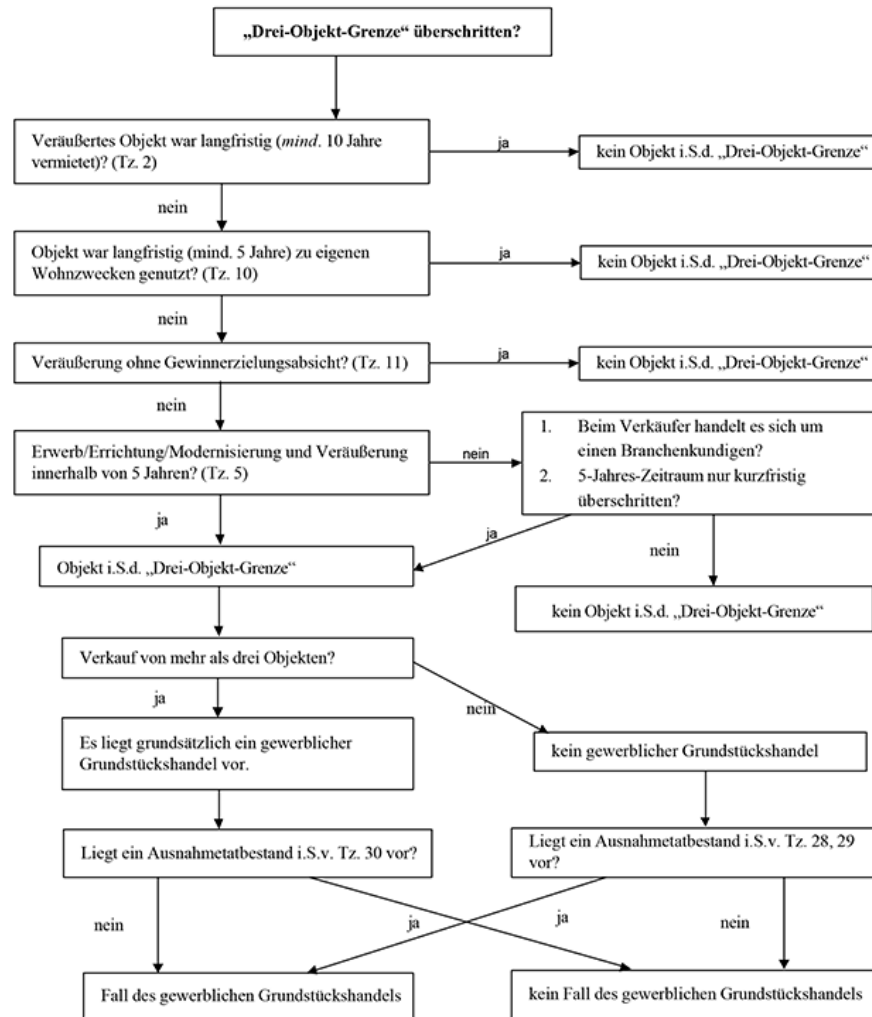 „Drei-Objekt-Grenze“ überschritten?
Veräußertes Objekt war langfristig (mind. 10 Jahre
vermietet)? (Tz. 2)
ja
kein Objekt i.S.d. „Drei-Objekt-Grenze“
nein
Objekt war langfristig (mind. 5 Jahre) zu eigenen
Wohnzwecken genutzt? (Tz. 10)
ja
kein Objekt i.S.d. „Drei-Objekt-Grenze“
nein
Veräußerung ohne Gewinnerzielungsabsicht? (Tz. 11)
ja
kein Objekt i.S.d. „Drei-Objekt-Grenze“
nein
Erwerb/Errichtung/Modernisierung und Veräußerung
innerhalb von 5 Jahren? (Tz. 5)
nein
1. Beim Verkäufer handelt es sich um
einen Branchenkundigen?
2. 5-Jahres-Zeitraum nur kurzfristig
überschritten?
ja
ja
nein
Objekt i.S.d. „Drei-Objekt-Grenze“
kein Objekt i.S.d. „Drei-Objekt-Grenze“
Verkauf von mehr als drei Objekten?
ja
nein
Es liegt grundsätzlich ein gewerblicher
Grundstückshandel vor.
kein gewerblicher Grundstückshandel
Liegt ein Ausnahmetatbestand i.S.v. Tz. 30 vor?
Liegt ein Ausnahmetatbestand i.S.v. Tz. 28, 29
vor?
nein
ja
ja
nein
Fall des gewerblichen Grundstückshandels
kein Fall des gewerblichen Grundstückshandels